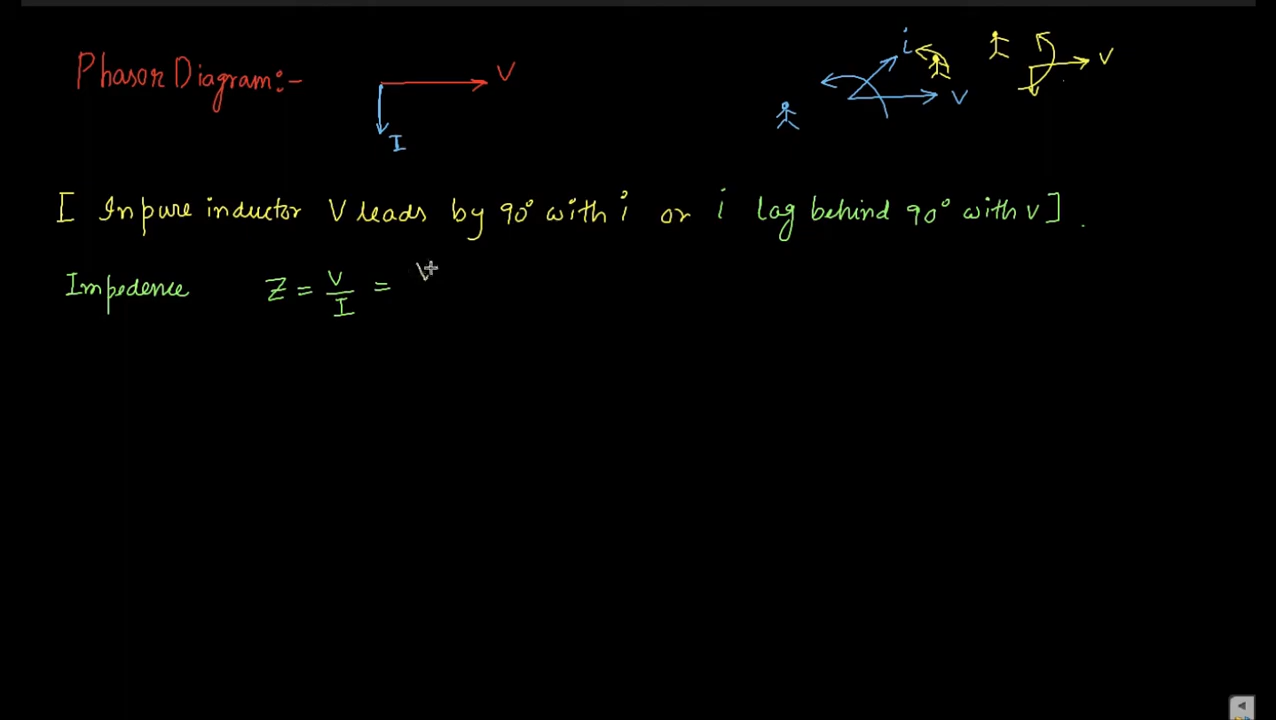 Phasor Diagram:-
V
I
i
V
V
[ In pure inductor V leads by 90° with i or i lag behind 90° with v ] .
Impedence Z = V/I = V